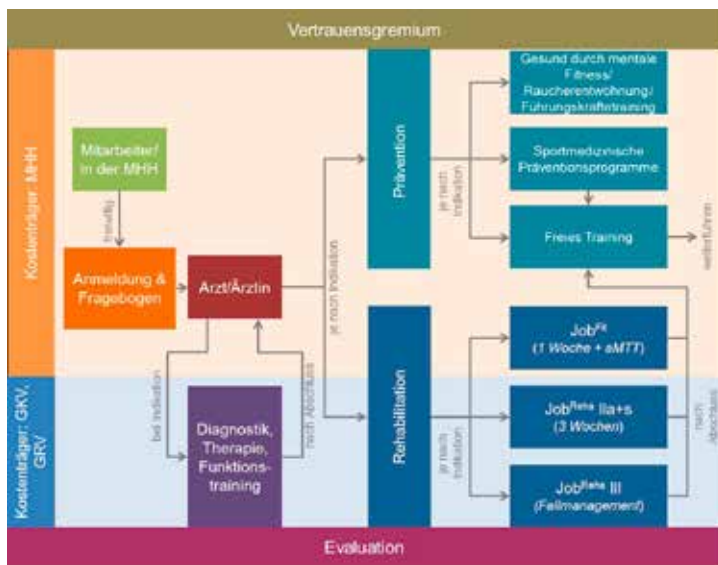 Vertrauensgremium
Kostenträger: MHH
Kostenträger: GKV,
GRV
Mitarbeiter/
in der MHH
freiwillig
Anmeldung &
Fragebogen
Arzt/Ärztin
bei Indikation
nach Abschluss
Diagnostik,
Therapie,
Funktions-
training
je nach Indikation
Prävention
Rehabilitation
je nach
Indikation
Gesund durch mentale
Fitness/
Raucherentwöhnung/
Führungskräftetraining
Sportmedizinische
Präventionsprogramme
Freies Training
weiterführen
je nach
Indikation
JobFit
(1 Woche + aMTT)
JobReha IIa+s
(3 Wochen)
JobReha III
(Fallmanagement)
nach
Abschluss
Evaluation